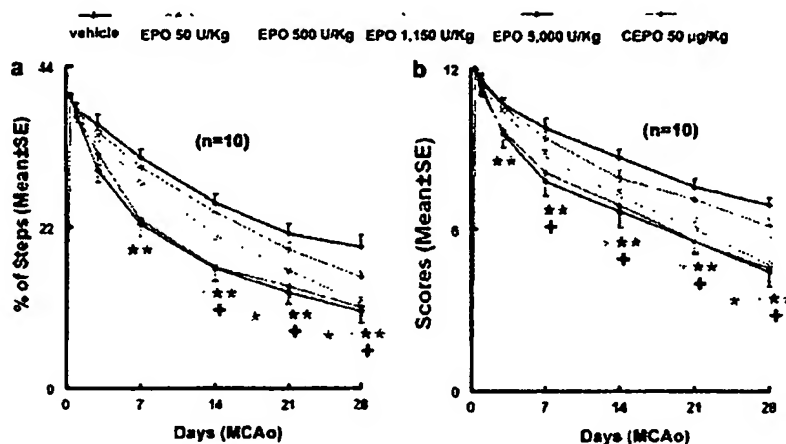 vehicle EPO 50 U/Kg EPO 500 U/Kg EPO 1,150 U/Kg EPO 5,000 U/Kg CEPO 50 µg/Kg
a
44
22
0
% of Steps (Mean±SE)
(n=10)
**
**
+
*
**
+
*
**
+
0 7 14 21 28
Days (MCAo)
b
12
6
0
Scores (Mean±SE)
(n=10)
**
**
+
**
+
**
+
*
**
+
0 7 14 21 28
Days (MCAo)